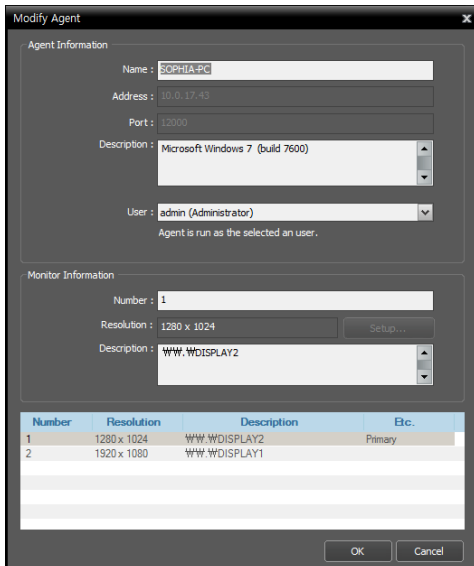 Modify Agent x
Agent Information
Name : SOPHIA-PC
Address : 10.0.17.43
Port : 12000
Description : Microsoft Windows 7 (build 7600)
User : admin (Administrator)
Agent is run as the selected an user.
Monitor Information
Number : 1
Resolution : 1280 x 1024 Setup...
Description : ₩₩.₩DISPLAY2
Number Resolution Description Etc.
1 1280 x 1024 ₩₩.₩DISPLAY2 Primary
2 1920 x 1080 ₩₩.₩DISPLAY1
OK Cancel